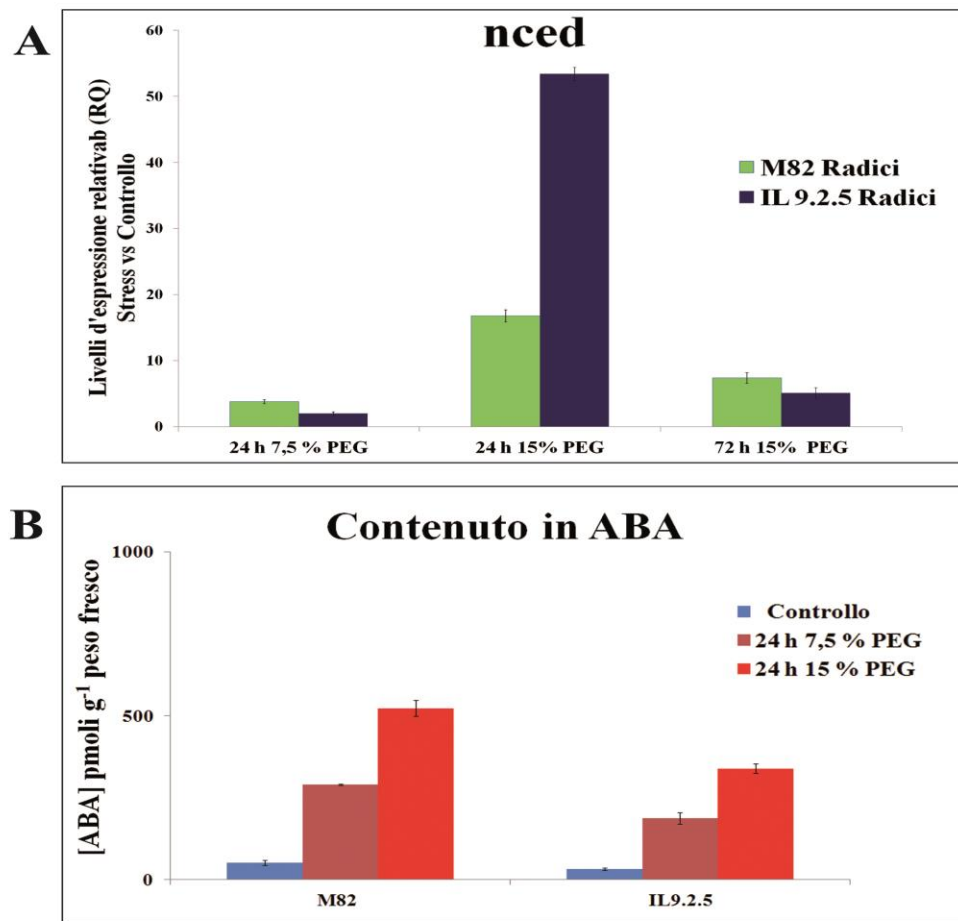 A
nced
60
50
40
30
20
10
0
Livelli d'espressione relativab (RQ)
Stress vs Controllo
M82 Radici
IL 9.2.5 Radici
24 h 7,5 % PEG
24 h 15% PEG
72 h 15% PEG
B
Contenuto in ABA
1000
500
0
[ABA] pmoli g⁻¹ peso fresco
Controllo
24 h 7,5 % PEG
24 h 15 % PEG
M82
IL9.2.5